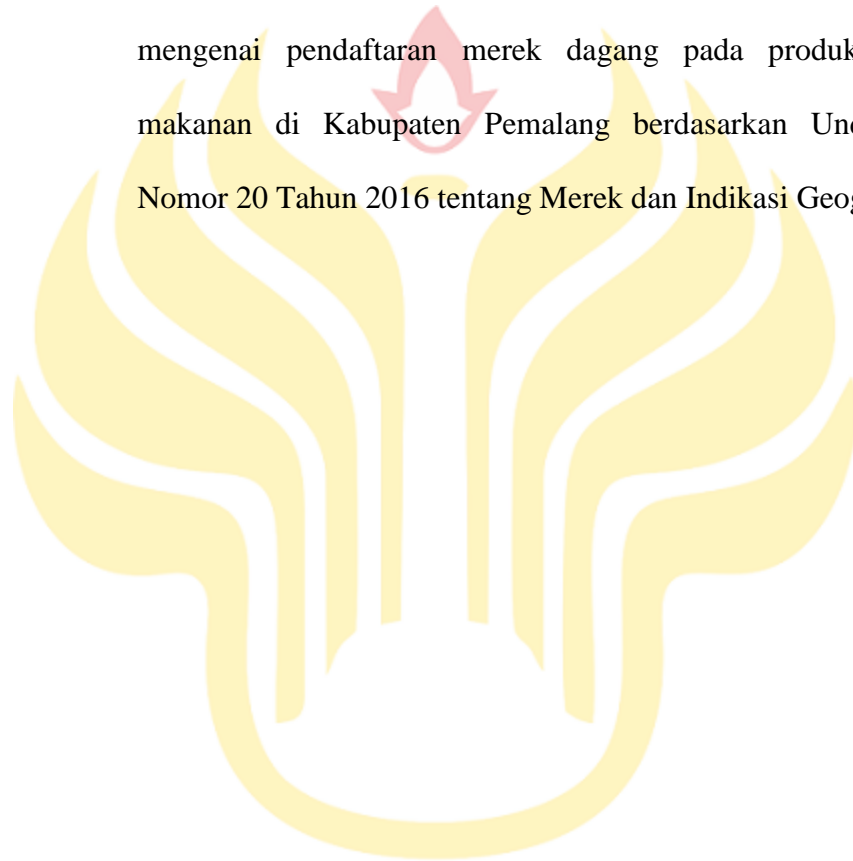 mengenai pendaftaran merek dagang pada produk
makanan di Kabupaten Pemalang berdasarkan
Nomor 20 Tahun 2016 tentang Merek dan Indikasi